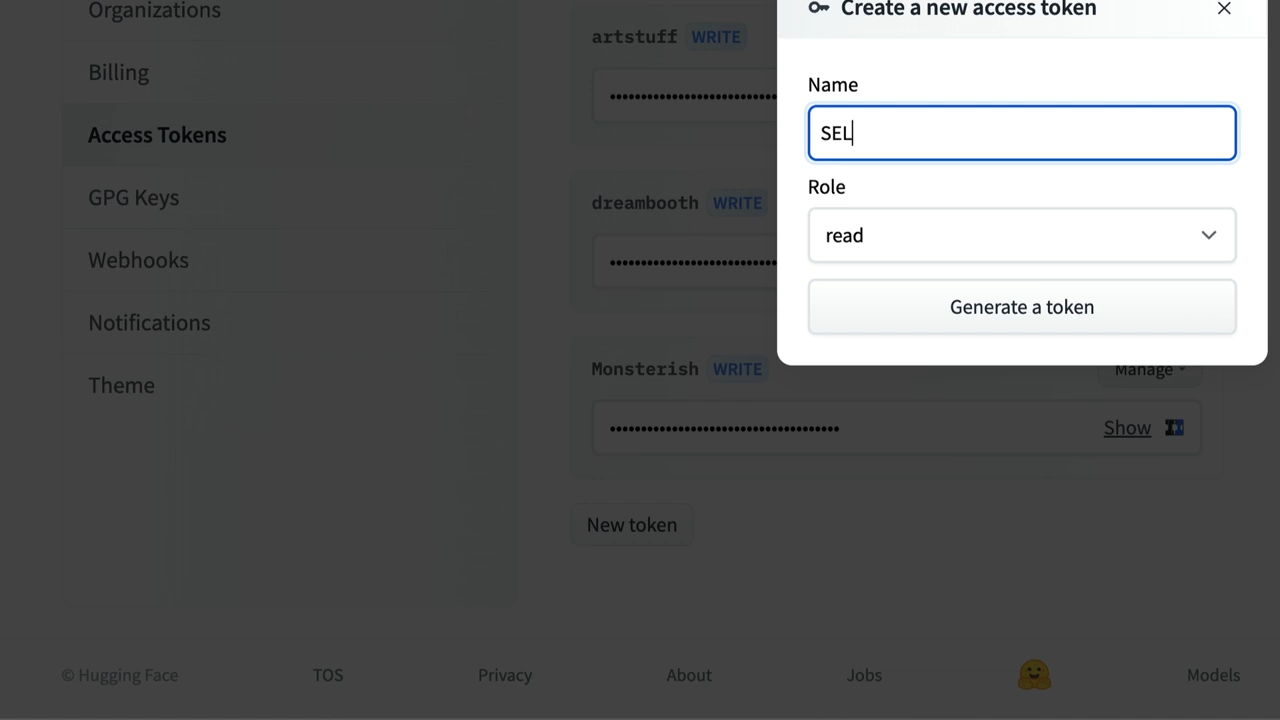 Organizations
Billing
Access Tokens
GPG Keys
Webhooks
Notifications
Theme
artstuff WRITE
dreambooth WRITE
Monsterish WRITE
Manage
Show
New token
Create a new access token
Name
SEL
Role
read
Generate a token
© Hugging Face
TOS
Privacy
About
Jobs
Models